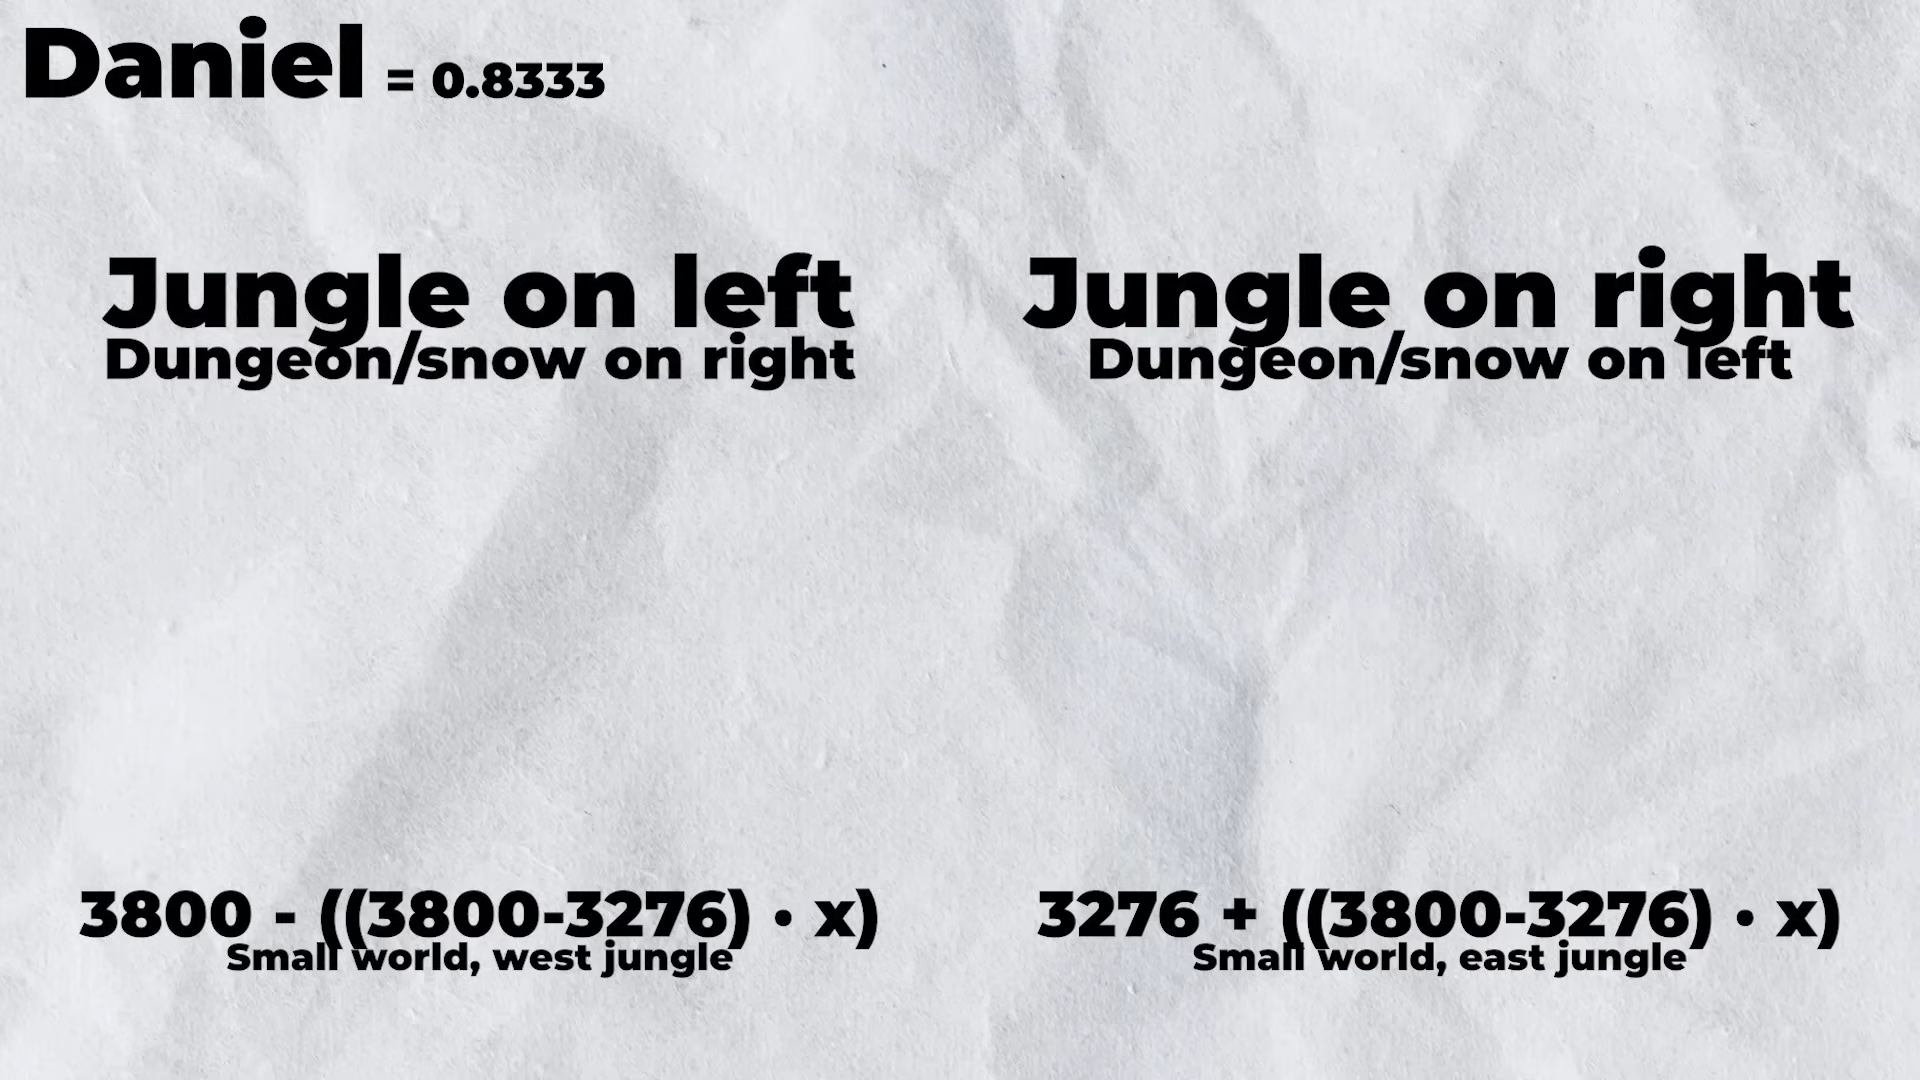 Daniel = 0.8333
Jungle on left
Dungeon/snow on right
Jungle on right
Dungeon/snow on left
3800 - ((3800-3276) · x)
Small world, west jungle
3276 + ((3800-3276) · x)
Small world, east jungle